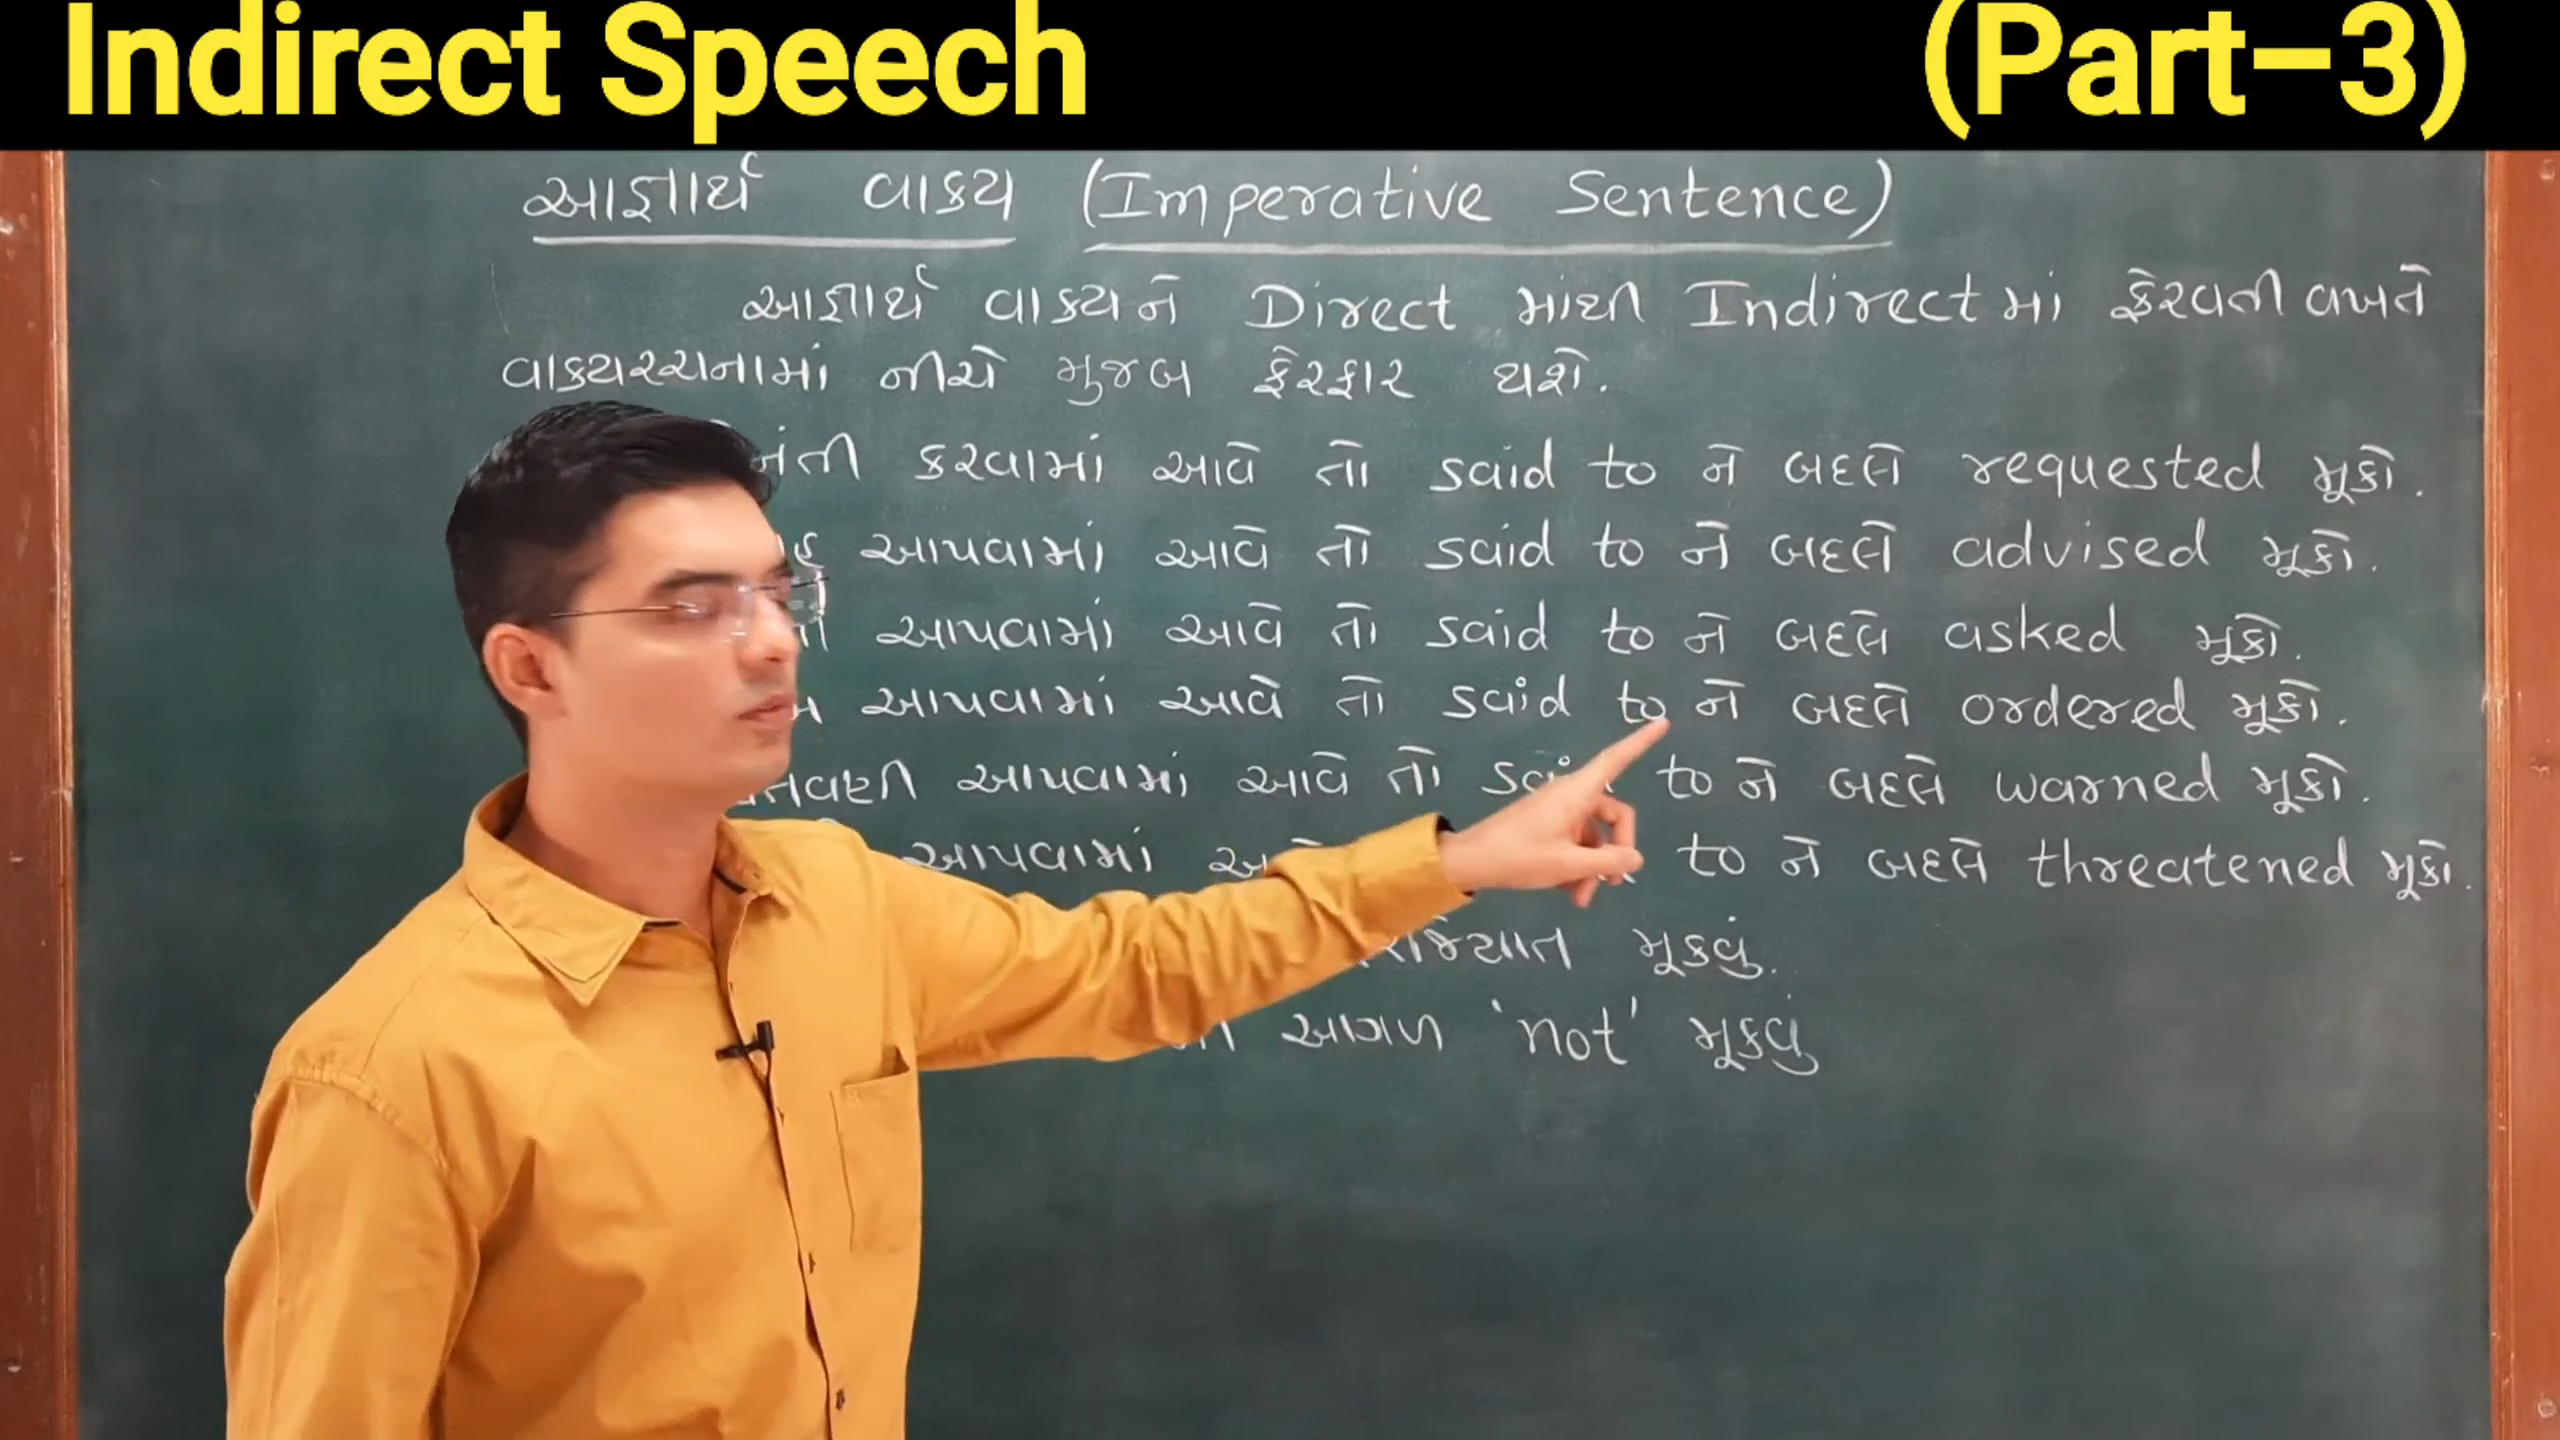 Indirect Speech (Part-3)
આજ્ઞાર્થ વાક્ય (Imperative Sentence)
આજ્ઞાર્થ વાક્યને Direct માંથી Indirect માં ફેરવતી વખતે
વાક્યરચનામાં નીચે મુજબ ફેરફાર થશે.
કરવામાં આવે તો said to ને બદલે requested મૂકો.
આપવામાં આવે તો said to ને બદલે advised મૂકો.
આપવામાં આવે તો said to ને બદલે asked મૂકો.
આપવામાં આવે તો said to ને બદલે ordered મૂકો.
આપવામાં આવે તો to ને બદલે warned મૂકો.
આપવામાં to ને બદલે threatened મૂકો.
મૂકવું.
આગળ 'not' મૂકવું